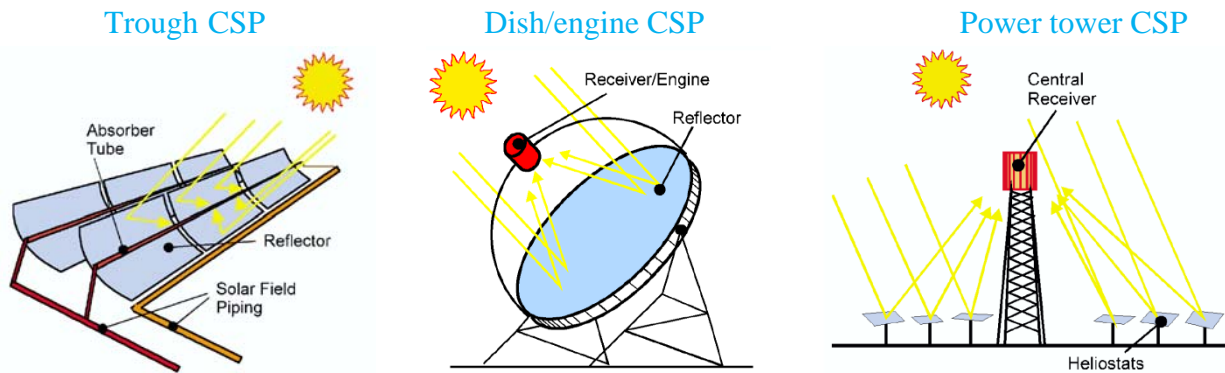 Trough CSP
Absorber
Tube
Reflector
Solar Field
Piping
Dish/engine CSP
Receiver/Engine
Reflector
Power tower CSP
Central
Receiver
Heliostats